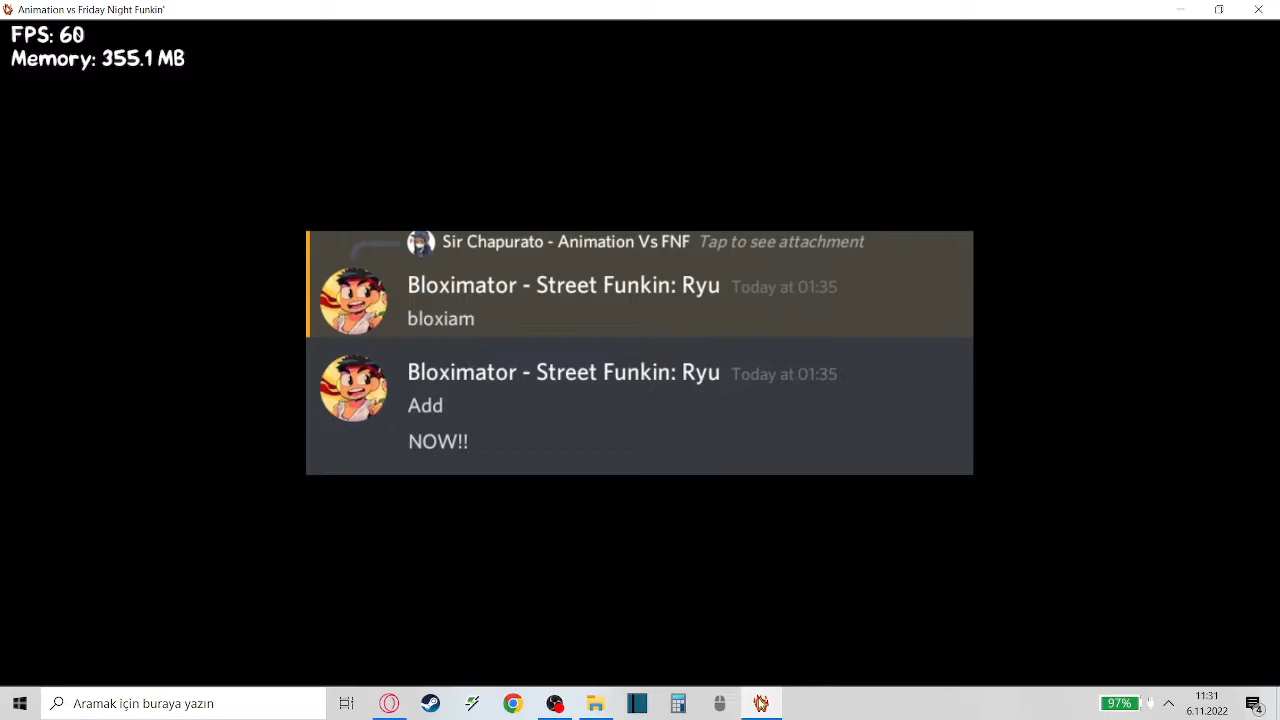 Animation vs Friday Night Funkin'
FPS: 60
Memory: 355.1 MB
Sir Chapurato - Animation Vs FNF Tap to see attachment
Bloximator - Street Funkin: Ryu Today at 01:35
bloxiam
Bloximator - Street Funkin: Ryu Today at 01:35
Add
NOW!!
Aramak için buraya yazın
97%
11:31
6.11.2022
4